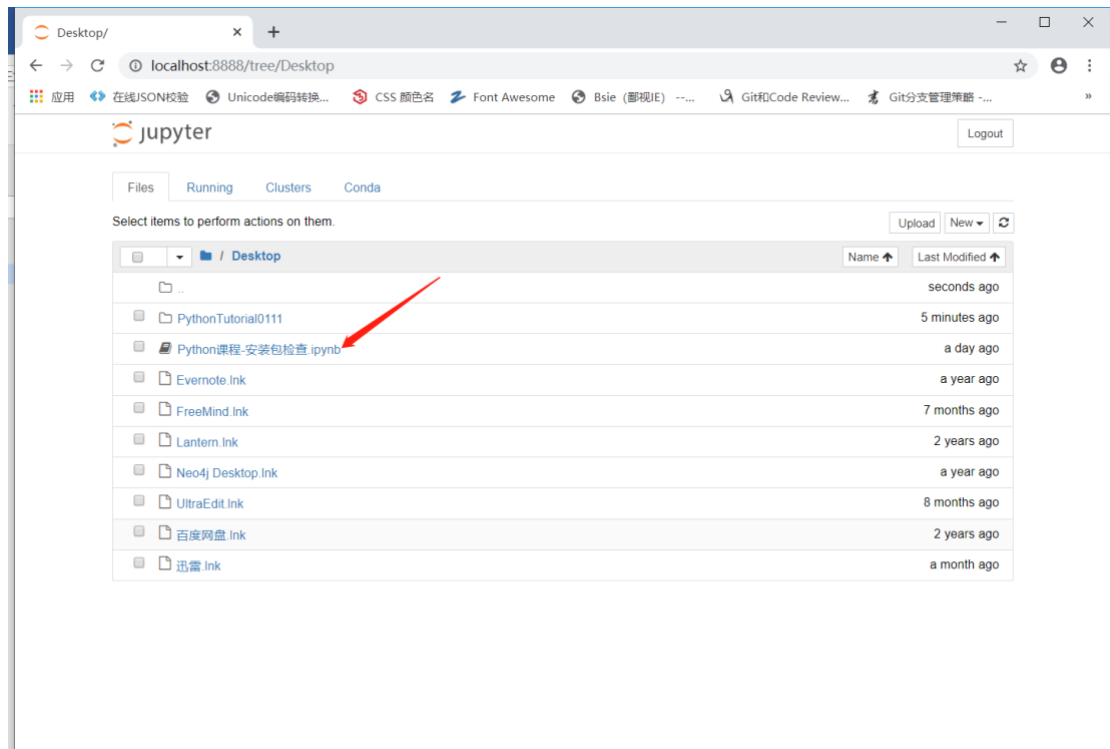 Desktop/
localhost:8888/tree/Desktop
应用 在线JSON校验 Unicode编码转换... CSS 颜色名 Font Awesome Bsie (鄙视IE) --... Git和Code Review... Git分支管理策略 -... »
jupyter Logout
Files Running Clusters Conda
Select items to perform actions on them. Upload New
/ Desktop Name Last Modified
.. seconds ago
PythonTutorial0111 5 minutes ago
Python课程-安装包检查.ipynb a day ago
Evernote.lnk a year ago
FreeMind.lnk 7 months ago
Lantern.lnk 2 years ago
Neo4j Desktop.lnk a year ago
UltraEdit.lnk 8 months ago
百度网盘.lnk 2 years ago
迅雷.lnk a month ago